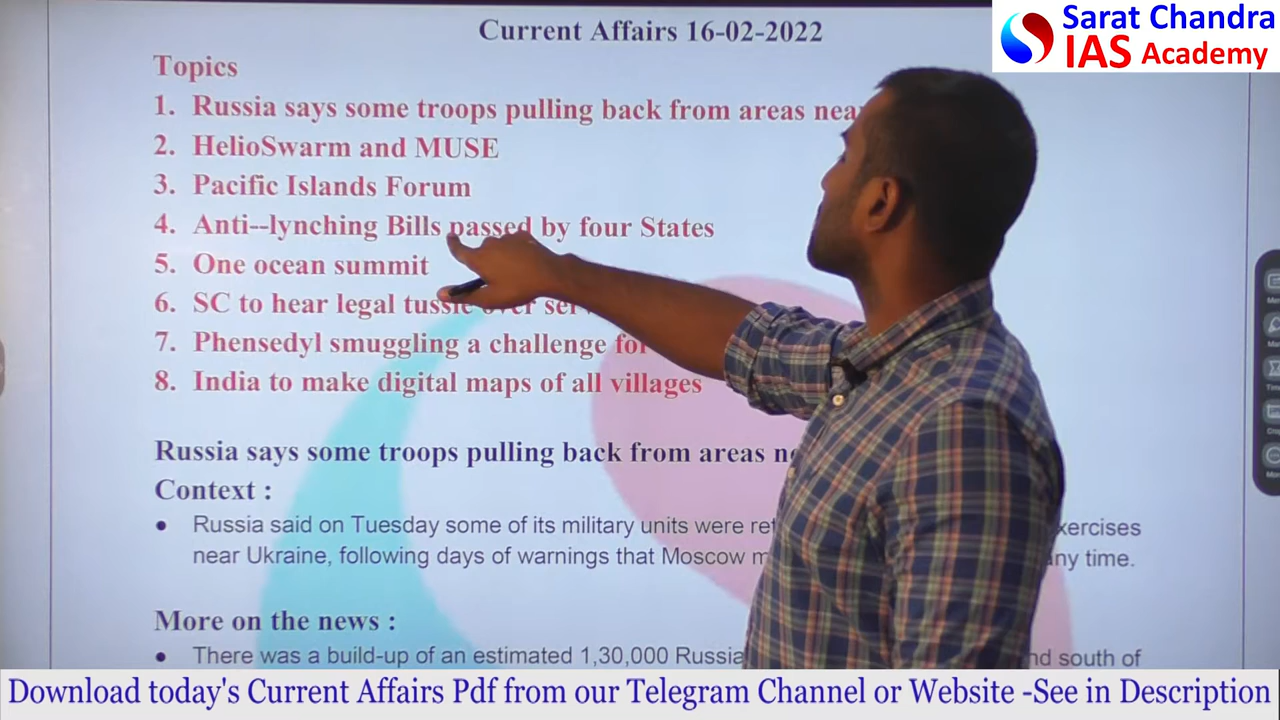 Current Affairs 16-02-2022
Sarat Chandra
IAS Academy
Topics
1. Russia says some troops pulling back from areas nea
2. HelioSwarm and MUSE
3. Pacific Islands Forum
4. Anti--lynching Bills passed by four States
5. One ocean summit
6. SC to hear legal tussle over
7. Phensedyl smuggling a challenge for
8. India to make digital maps of all villages
Russia says some troops pulling back from areas
Context :
● Russia said on Tuesday some of its military units were xercises
near Ukraine, following days of warnings that Moscow ny time.
More on the news :
● There was a build-up of an estimated 1,30,000 Russia nd south of
Download today's Current Affairs Pdf from our Telegram Channel or Website -See in Description